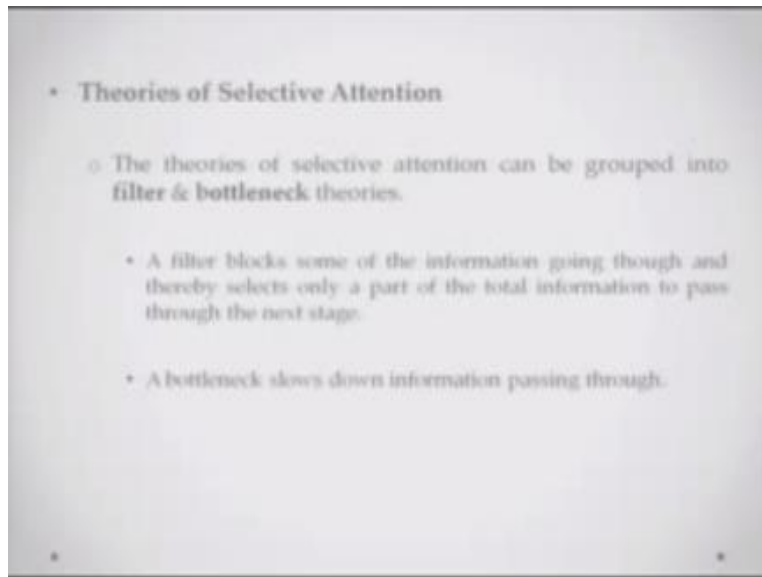 • Theories of Selective Attention
o The theories of selective attention can be grouped into
filter & bottleneck theories.
• A filter blocks some of the information going though and
thereby selects only a part of the total information to pass
through the next stage.
• A bottleneck slows down information passing through.